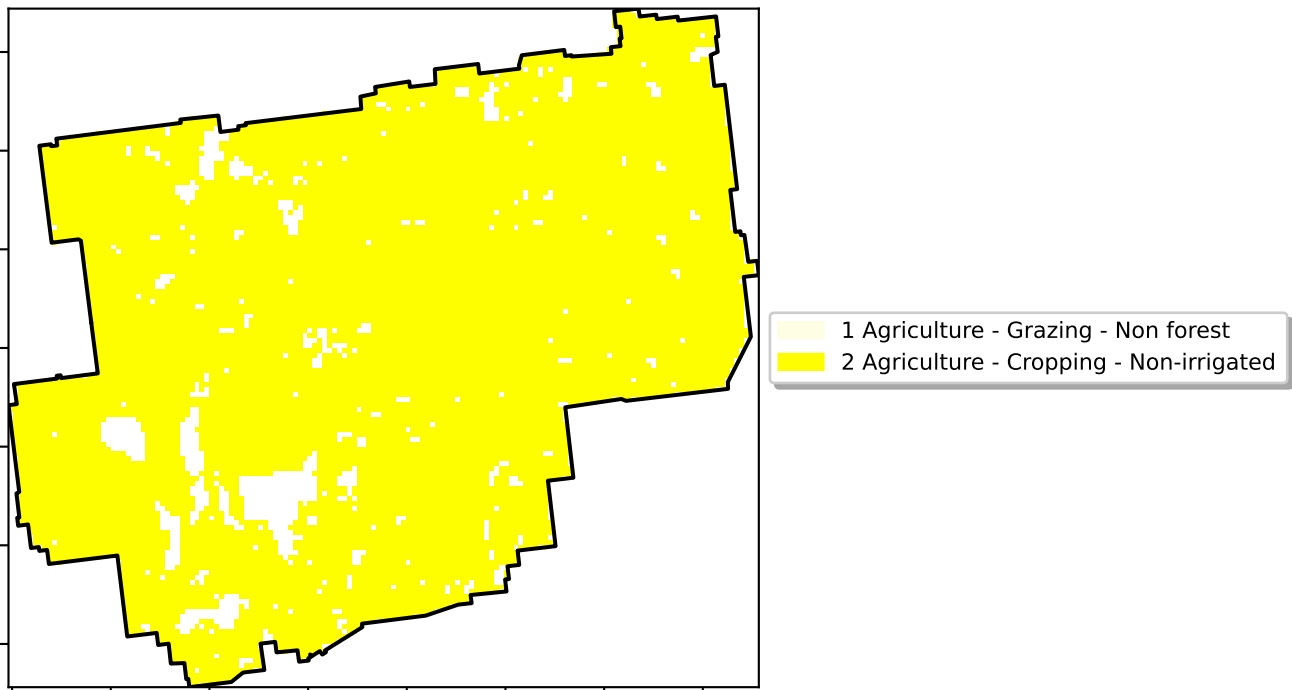 1 Agriculture - Grazing - Non forest
2 Agriculture - Cropping - Non-irrigated